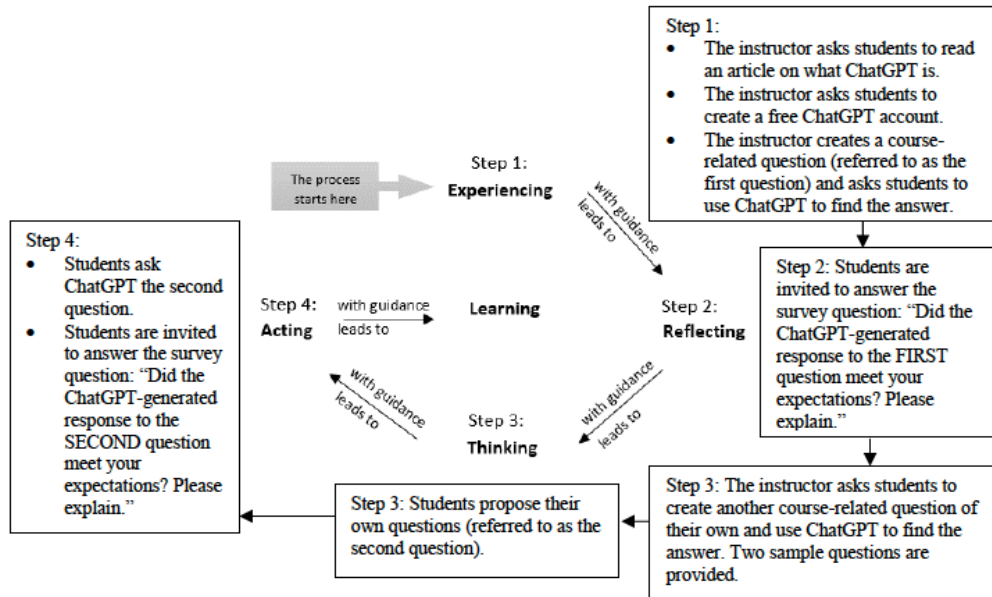 Step 1:
• The instructor asks students to read
an article on what ChatGPT is.
• The instructor asks students to
create a free ChatGPT account.
• The instructor creates a course-
related question (referred to as the
first question) and asks students to
use ChatGPT to find the answer.
The process
starts here
Step 1:
Experiencing
with guidance
leads to
Step 2:
Reflecting
with guidance
leads to
Step 3:
Thinking
with guidance
leads to
Step 4:
Acting
with guidance
leads to
Learning
Step 2: Students are
invited to answer the
survey question: “Did the
ChatGPT-generated
response to the FIRST
question meet your
expectations? Please
explain.”
Step 3: The instructor asks students to
create another course-related question of
their own and use ChatGPT to find the
answer. Two sample questions are
provided.
Step 3: Students propose their
own questions (referred to as the
second question).
Step 4:
• Students ask
ChatGPT the second
question.
• Students are invited
to answer the survey
question: “Did the
ChatGPT-generated
response to the
SECOND question
meet your
expectations? Please
explain.”